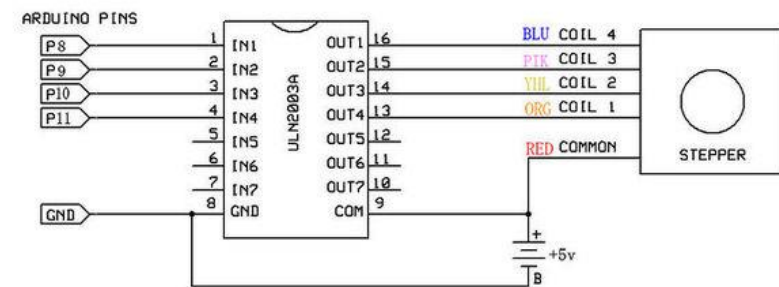 ARDUINO PINS
P8 1 IN1 OUT1 16 BLU COIL 4
P9 2 IN2 OUT2 15 PIK COIL 3
P10 3 IN3 OUT3 14 YHL COIL 2
P11 4 IN4 OUT4 13 ORG COIL 1
5 IN5 OUT5 12
6 IN6 OUT6 11
7 IN7 OUT7 10
GND 8 GND COM 9
ULN2003A
RED COMMON
STEPPER
+
+5v
B